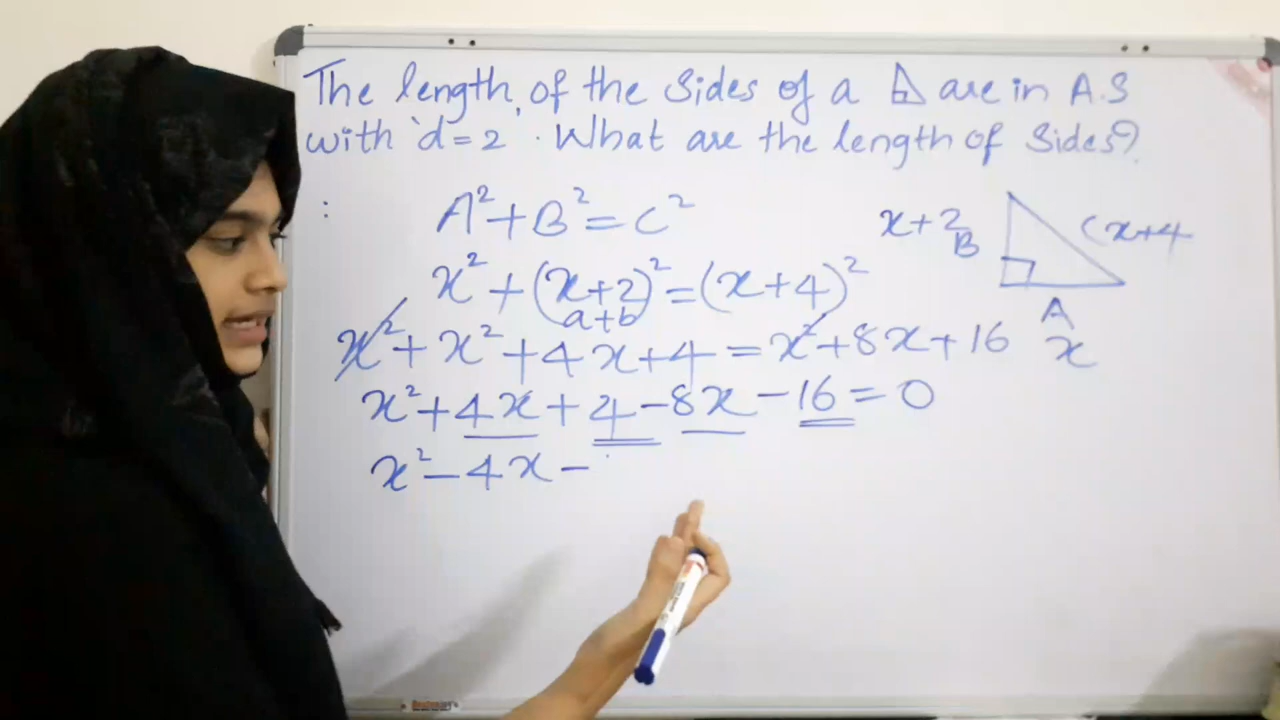 The length of the sides of a are in A.S
with 'd=2'. What are the length of sides?
: A²+B²=C²
x+2
B
C x+4
A
x
x²+(x+2)²=(x+4)²
a+b
x²+x²+4x+4=x²+8x+16
x²+4x+4-8x-16=0
x²-4x-